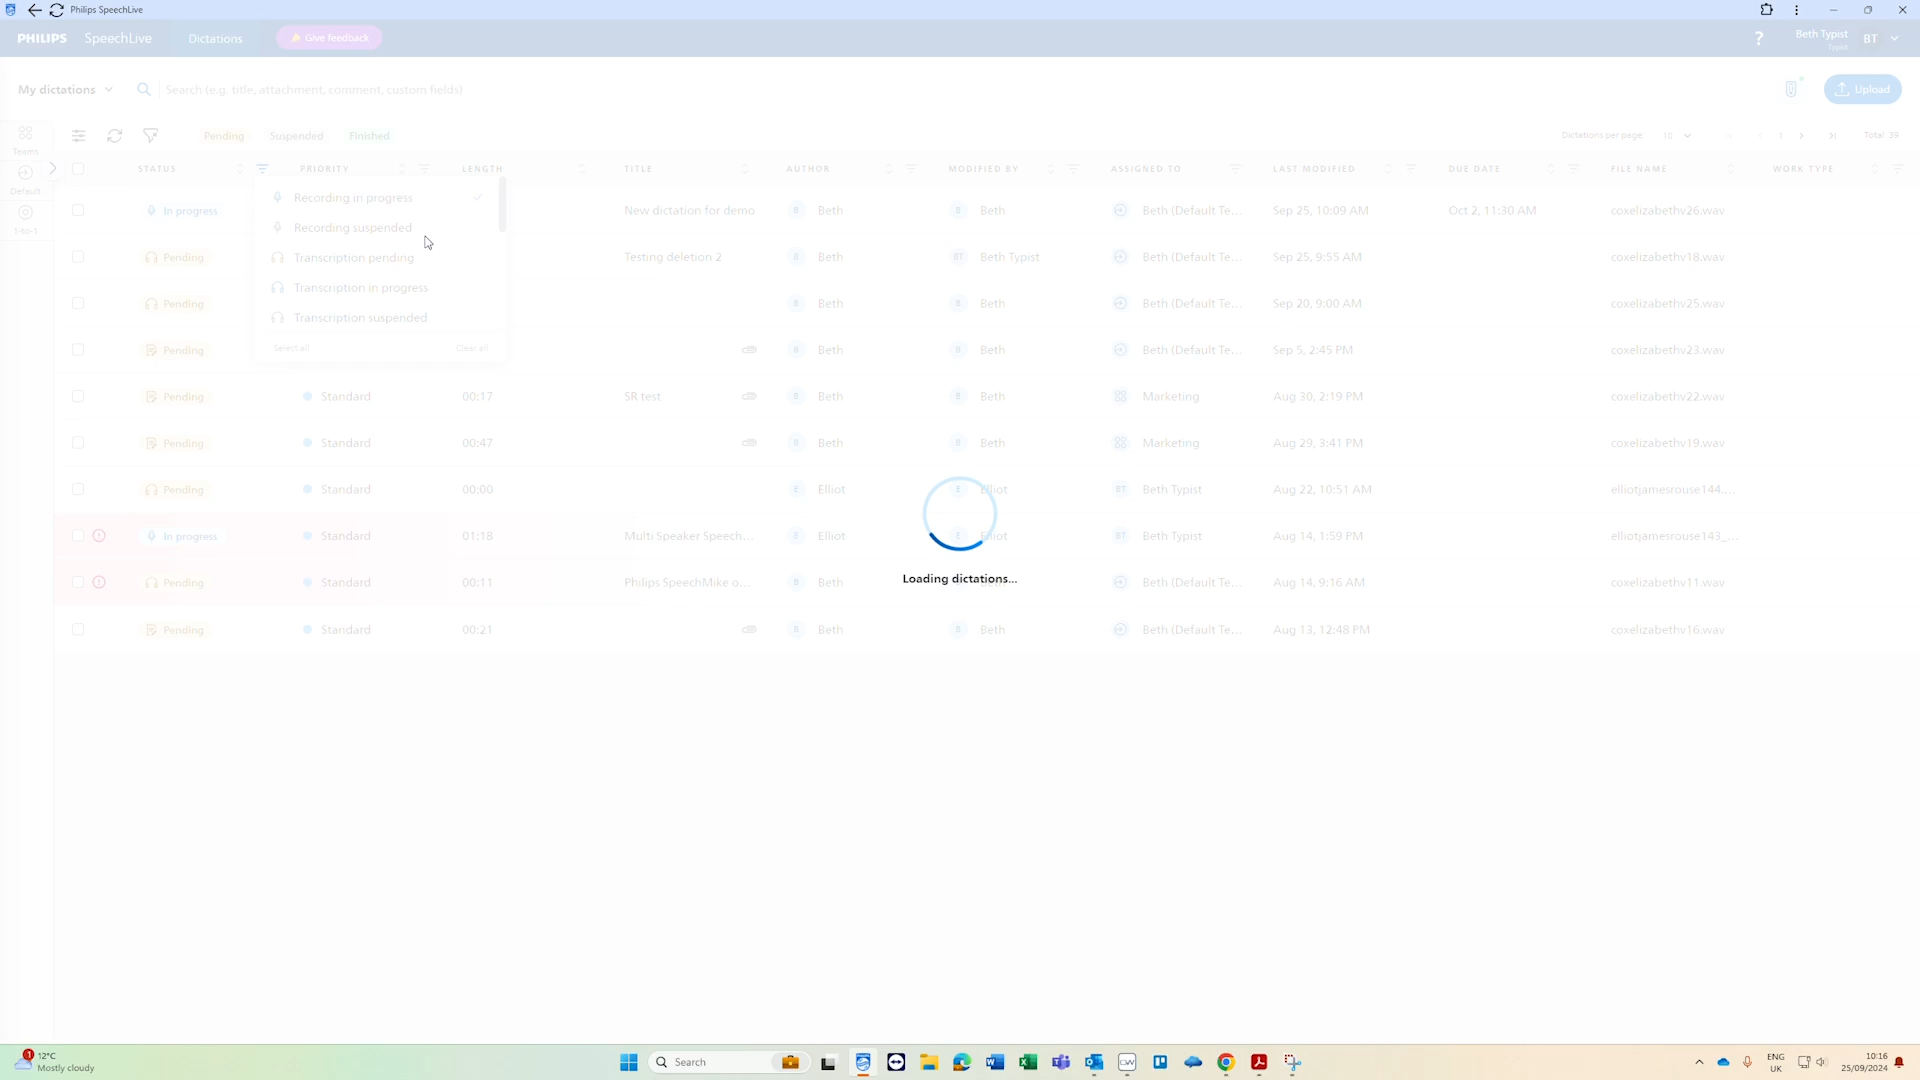 Philips SpeechLive
PHILIPS SpeechLive Dictations Give feedback ? Beth Typist Typist BT
My dictations Search (e.g. title, attachment, comment, custom fields) Upload
Teams Pending Suspended Finished Dictations per page 10 1 Total: 39
Default
1-to-1
STATUS PRIORITY LENGTH TITLE AUTHOR MODIFIED BY ASSIGNED TO LAST MODIFIED DUE DATE FILE NAME WORK TYPE
Recording in progress
Recording suspended
Transcription pending
Transcription in progress
Transcription suspended
Select all Clear all
In progress New dictation for demo B Beth B Beth Beth (Default Te... Sep 25, 10:09 AM Oct 2, 11:30 AM coxelizabethv26.wav
Pending Testing deletion 2 B Beth BT Beth Typist Beth (Default Te... Sep 25, 9:55 AM coxelizabethv18.wav
Pending B Beth B Beth Beth (Default Te... Sep 20, 9:00 AM coxelizabethv25.wav
Pending B Beth B Beth Beth (Default Te... Sep 5, 2:45 PM coxelizabethv23.wav
Pending Standard 00:17 SR test B Beth B Beth Marketing Aug 30, 2:19 PM coxelizabethv22.wav
Pending Standard 00:47 B Beth B Beth Marketing Aug 29, 3:41 PM coxelizabethv19.wav
Pending Standard 00:00 E Elliot E Elliot BT Beth Typist Aug 22, 10:51 AM elliotjamesrouse144....
In progress Standard 01:18 Multi Speaker Speech... E Elliot E Elliot BT Beth Typist Aug 14, 1:59 PM elliotjamesrouse143_...
Pending Standard 00:11 Philips SpeechMike o... B Beth B Beth Beth (Default Te... Aug 14, 9:16 AM coxelizabethv11.wav
Pending Standard 00:21 B Beth B Beth Beth (Default Te... Aug 13, 12:48 PM coxelizabethv16.wav
Loading dictations...
1 12°C
Mostly cloudy
Search
ENG
UK
10:16
25/09/2024